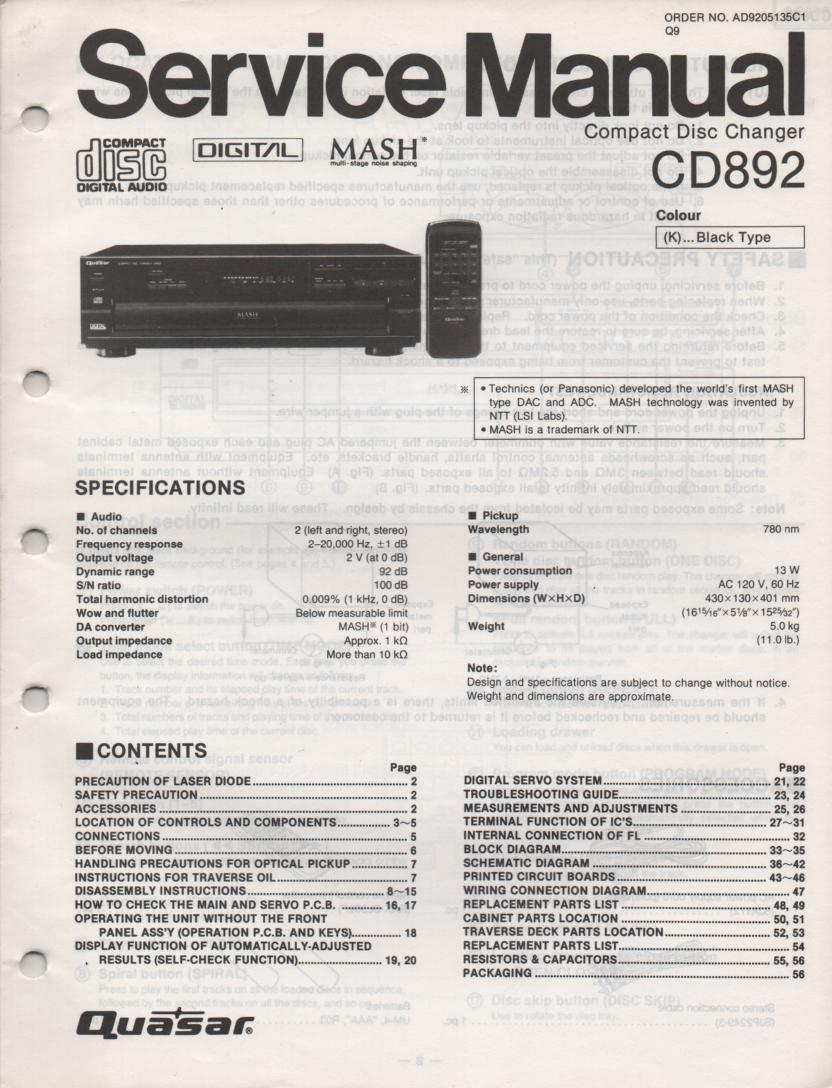 ORDER NO. AD9205135C1
Q9
Service Manual
Compact Disc Changer
CD892
COMPACT
disc
DIGITAL AUDIO
DIGITAL
MASH※
multi-stage noise shaping
Colour
(K)...Black Type
Quasar
MASH
Quasar
※ • Technics (or Panasonic) developed the world's first MASH
type DAC and ADC. MASH technology was invented by
NTT (LSI Labs).
• MASH is a trademark of NTT.
SPECIFICATIONS
■ Audio
No. of channels 2 (left and right, stereo)
Frequency response 2–20,000 Hz, ±1 dB
Output voltage 2 V (at 0 dB)
Dynamic range 92 dB
S/N ratio 100 dB
Total harmonic distortion 0.009% (1 kHz, 0 dB)
Wow and flutter Below measurable limit
DA converter MASH※ (1 bit)
Output impedance Approx. 1 kΩ
Load impedance More than 10 kΩ
■ Pickup
Wavelength 780 nm
■ General
Power consumption 13 W
Power supply AC 120 V, 60 Hz
Dimensions (W×H×D) 430×130×401 mm
(16 15/16"×5 1/8"×15 25/32")
Weight 5.0 kg
(11.0 lb.)
Note:
Design and specifications are subject to change without notice.
Weight and dimensions are approximate.
■CONTENTS
Page
PRECAUTION OF LASER DIODE 2
SAFETY PRECAUTION 2
ACCESSORIES 2
LOCATION OF CONTROLS AND COMPONENTS 3~5
CONNECTIONS 5
BEFORE MOVING 6
HANDLING PRECAUTIONS FOR OPTICAL PICKUP 7
INSTRUCTIONS FOR TRAVERSE OIL 7
DISASSEMBLY INSTRUCTIONS 8~15
HOW TO CHECK THE MAIN AND SERVO P.C.B. 16, 17
OPERATING THE UNIT WITHOUT THE FRONT
PANEL ASS'Y (OPERATION P.C.B. AND KEYS) 18
DISPLAY FUNCTION OF AUTOMATICALLY-ADJUSTED
RESULTS (SELF-CHECK FUNCTION) 19, 20
Page
DIGITAL SERVO SYSTEM 21, 22
TROUBLESHOOTING GUIDE 23, 24
MEASUREMENTS AND ADJUSTMENTS 25, 26
TERMINAL FUNCTION OF IC'S 27~31
INTERNAL CONNECTION OF FL 32
BLOCK DIAGRAM 33~35
SCHEMATIC DIAGRAM 36~42
PRINTED CIRCUIT BOARDS 43~46
WIRING CONNECTION DIAGRAM 47
REPLACEMENT PARTS LIST 48, 49
CABINET PARTS LOCATION 50, 51
TRAVERSE DECK PARTS LOCATION 52, 53
REPLACEMENT PARTS LIST 54
RESISTORS & CAPACITORS 55, 56
PACKAGING 56
Quasar®